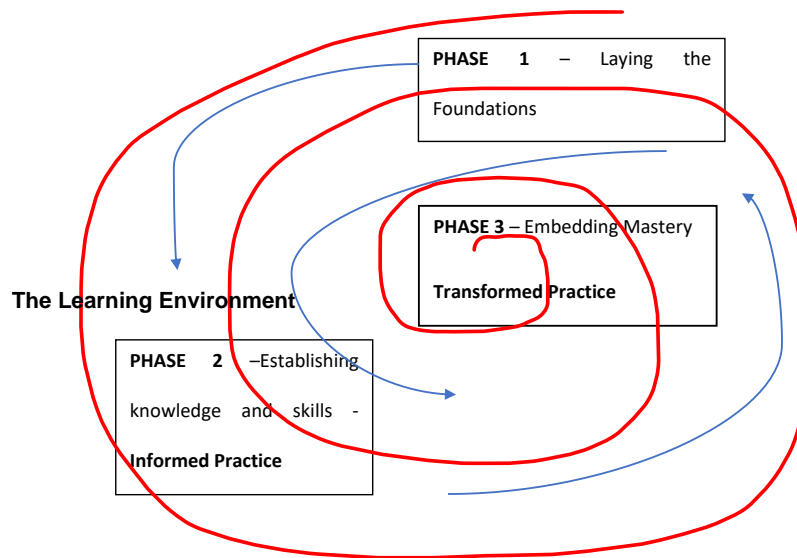 PHASE 1 – Laying the
Foundations
PHASE 3 – Embedding Mastery
Transformed Practice
The Learning Environment
PHASE 2 –Establishing
knowledge and skills -
Informed Practice